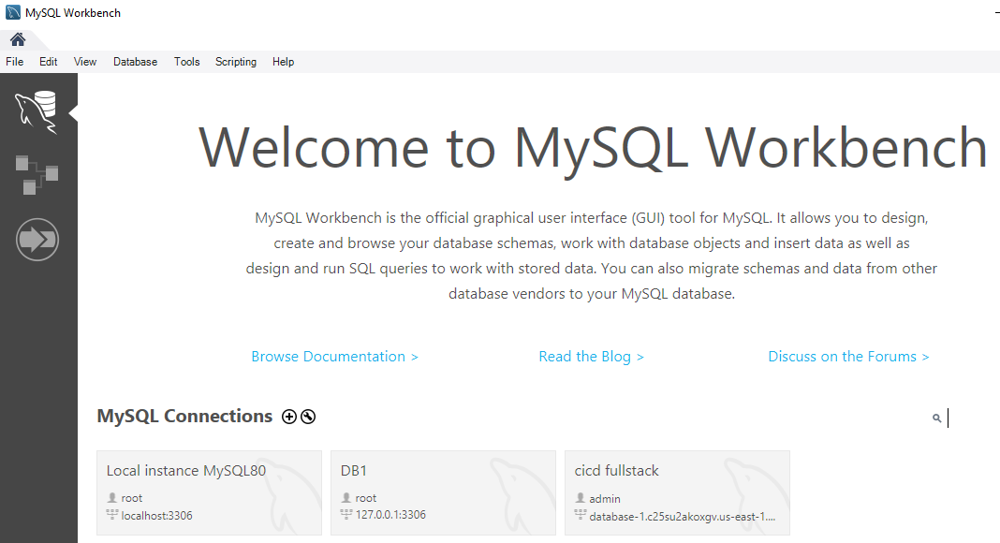 MySQL Workbench
File Edit View Database Tools Scripting Help
Welcome to MySQL Workbench
MySQL Workbench is the official graphical user interface (GUI) tool for MySQL. It allows you to design,
create and browse your database schemas, work with database objects and insert data as well as
design and run SQL queries to work with stored data. You can also migrate schemas and data from other
database vendors to your MySQL database.
Browse Documentation > Read the Blog > Discuss on the Forums >
MySQL Connections
Local instance MySQL80
root
localhost:3306
DB1
root
127.0.0.1:3306
cicd fullstack
admin
database-1.c25su2akoxgv.us-east-1....